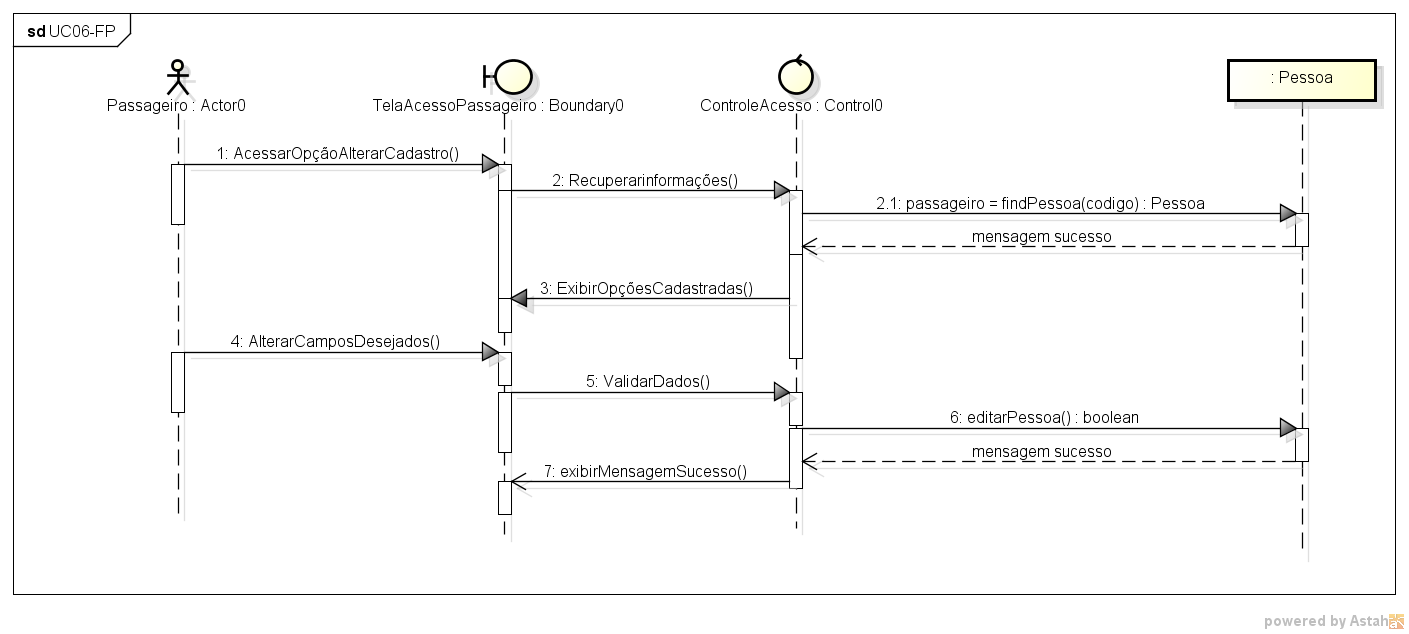 sd UC06-FP
Passageiro : Actor0
TelaAcessoPassageiro : Boundary0
ControleAcesso : Control0
: Pessoa
1: AcessarOpçãoAlterarCadastro()
2: Recuperarinformações()
2.1: passageiro = findPessoa(codigo) : Pessoa
mensagem sucesso
3: ExibirOpçõesCadastradas()
4: AlterarCamposDesejados()
5: ValidarDados()
6: editarPessoa() : boolean
mensagem sucesso
7: exibirMensagemSucesso()
powered by Astah